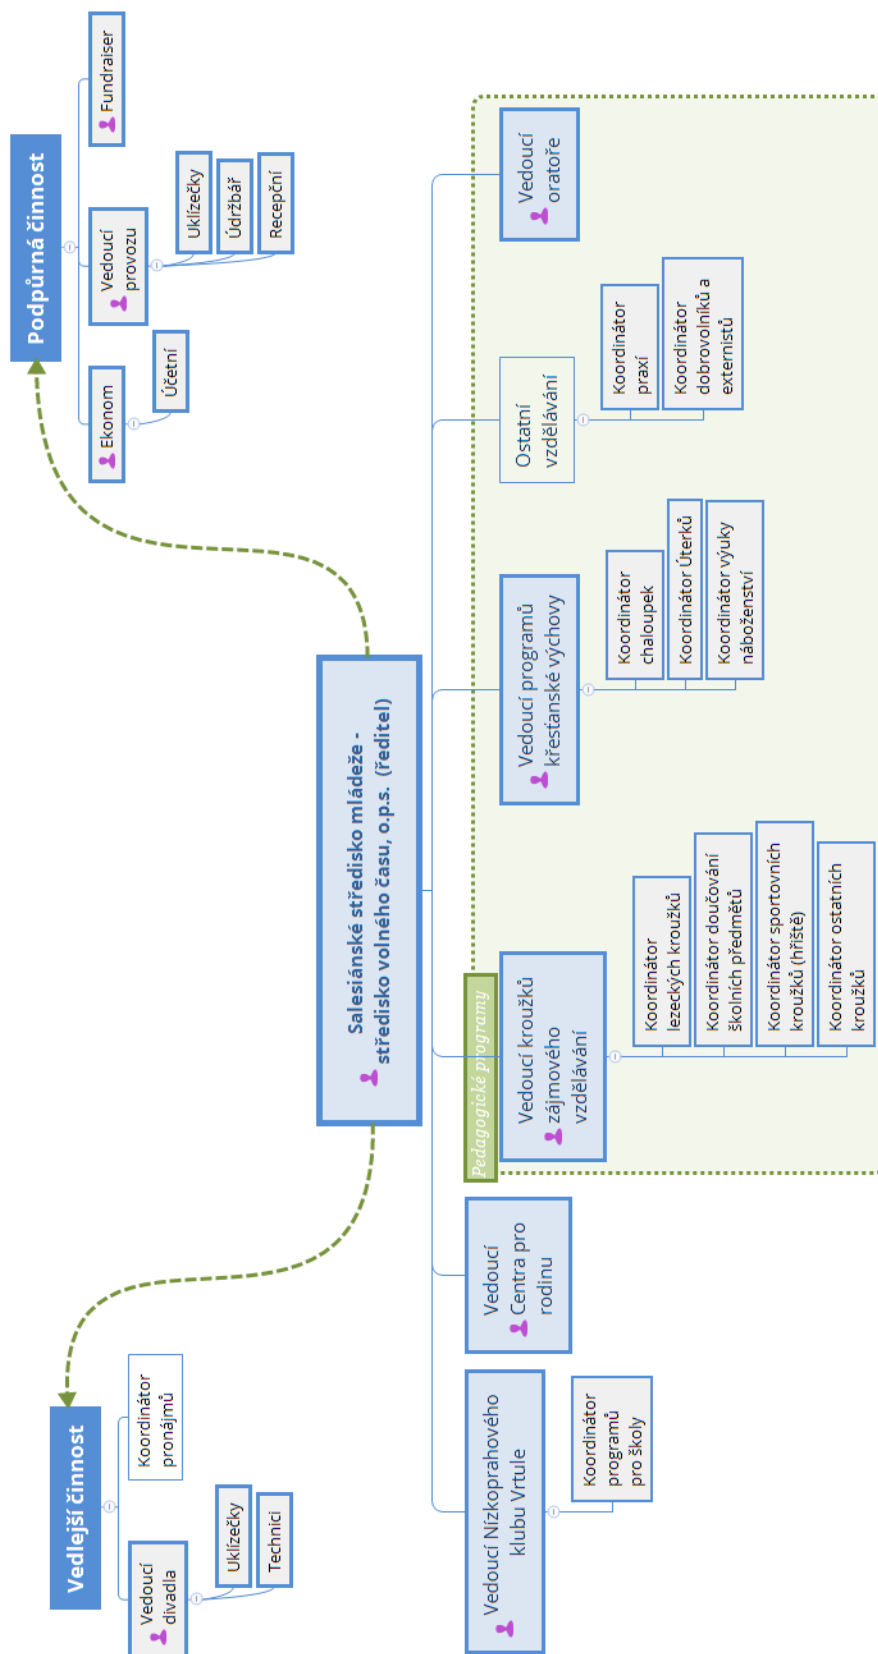 Vedlejší činnost
Vedoucí
divadla
Uklízečky
Technici
Koordinátor
pronájmů
Podpůrná činnost
Ekonom
Účetní
Vedoucí
provozu
Uklízečky
Údržbář
Recepční
Fundraiser
Salesiánské středisko mládeže -
středisko volného času, o.p.s. (ředitel)
Vedoucí Nízkoprahového
klubu Vrtule
Koordinátor
programů
pro školy
Vedoucí
Centra pro
rodinu
Pedagogické programy
Vedoucí kroužků
zájmového
vzdělávání
Koordinátor
lezeckých kroužků
Koordinátor doučování
školních předmětů
Koordinátor sportovních
kroužků (hřiště)
Koordinátor ostatních
kroužků
Vedoucí programů
křesťanské výchovy
Koordinátor
chaloupek
Koordinátor Úterků
Koordinátor výuky
náboženství
Ostatní
vzdělávání
Koordinátor
praxí
Koordinátor
dobrovolníků a
externistů
Vedoucí
oratoře